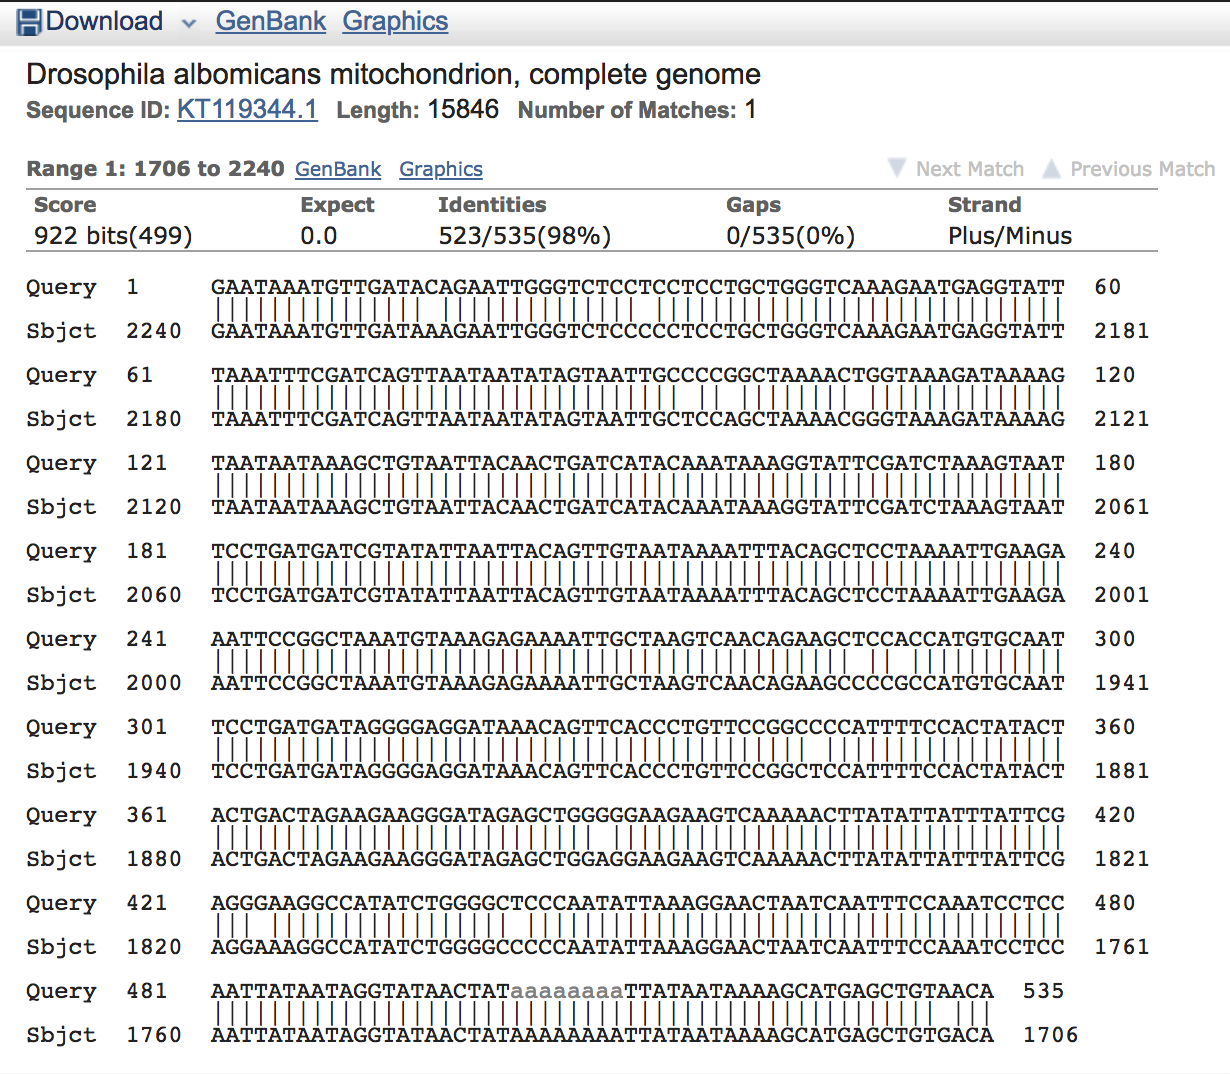 Download GenBank Graphics
Drosophila albomicans mitochondrion, complete genome
Sequence ID: KT119344.1 Length: 15846 Number of Matches: 1
Range 1: 1706 to 2240 GenBank Graphics Next Match Previous Match
Score Expect Identities Gaps Strand
922 bits(499) 0.0 523/535(98%) 0/535(0%) Plus/Minus
Query 1 GAATAAATGTTGATACAGAATTGGGTCTCCTCCTCCTGCTGGGTCAAAGAATGAGGTATT 60
Sbjct 2240 GAATAAATGTTGATAAAGAATTGGGTCTCCCCCTCCTGCTGGGTCAAAGAATGAGGTATT 2181
Query 61 TAAATTTCGATCAGTTAATAATATAGTAATTGCCCCGGCTAAAACTGGTAAAGATAAAAG 120
Sbjct 2180 TAAATTTCGATCAGTTAATAATATAGTAATTGCTCCAGCTAAAACGGGTAAAGATAAAAG 2121
Query 121 TAATAATAAAGCTGTAATTACAACTGATCATACAAATAAAGGTATTCGATCTAAAGTAAT 180
Sbjct 2120 TAATAATAAAGCTGTAATTACAACTGATCATACAAATAAAGGTATTCGATCTAAAGTAAT 2061
Query 181 TCCTGATGATCGTATATTAATTACAGTTGTAATAAAATTTACAGCTCCTAAAATTGAAGA 240
Sbjct 2060 TCCTGATGATCGTATATTAATTACAGTTGTAATAAAATTTACAGCTCCTAAAATTGAAGA 2001
Query 241 AATTCCGGCTAAATGTAAAGAGAAAATTGCTAAGTCAACAGAAGCTCCACCATGTGCAAT 300
Sbjct 2000 AATTCCGGCTAAATGTAAAGAGAAAATTGCTAAGTCAACAGAAGCCCCGCCATGTGCAAT 1941
Query 301 TCCTGATGATAGGGGAGGATAAACAGTTCACCCTGTTCCGGCCCCATTTTCCACTATACT 360
Sbjct 1940 TCCTGATGATAGGGGAGGATAAACAGTTCACCCTGTTCCGGCTCCATTTTCCACTATACT 1881
Query 361 ACTGACTAGAAGAAGGGATAGAGCTGGGGGAAGAAGTCAAAAACTTATATTATTTATTCG 420
Sbjct 1880 ACTGACTAGAAGAAGGGATAGAGCTGGAGGAAGAAGTCAAAAACTTATATTATTTATTCG 1821
Query 421 AGGGAAGGCCATATCTGGGGCTCCCAATATTAAAGGAACTAATCAATTTCCAAATCCTCC 480
Sbjct 1820 AGGAAAGGCCATATCTGGGGCCCCCAATATTAAAGGAACTAATCAATTTCCAAATCCTCC 1761
Query 481 AATTATAATAGGTATAACTATaaaaaaaaTTATAATAAAAGCATGAGCTGTAACA 535
Sbjct 1760 AATTATAATAGGTATAACTATAAAAAAAATTATAATAAAAGCATGAGCTGTGACA 1706